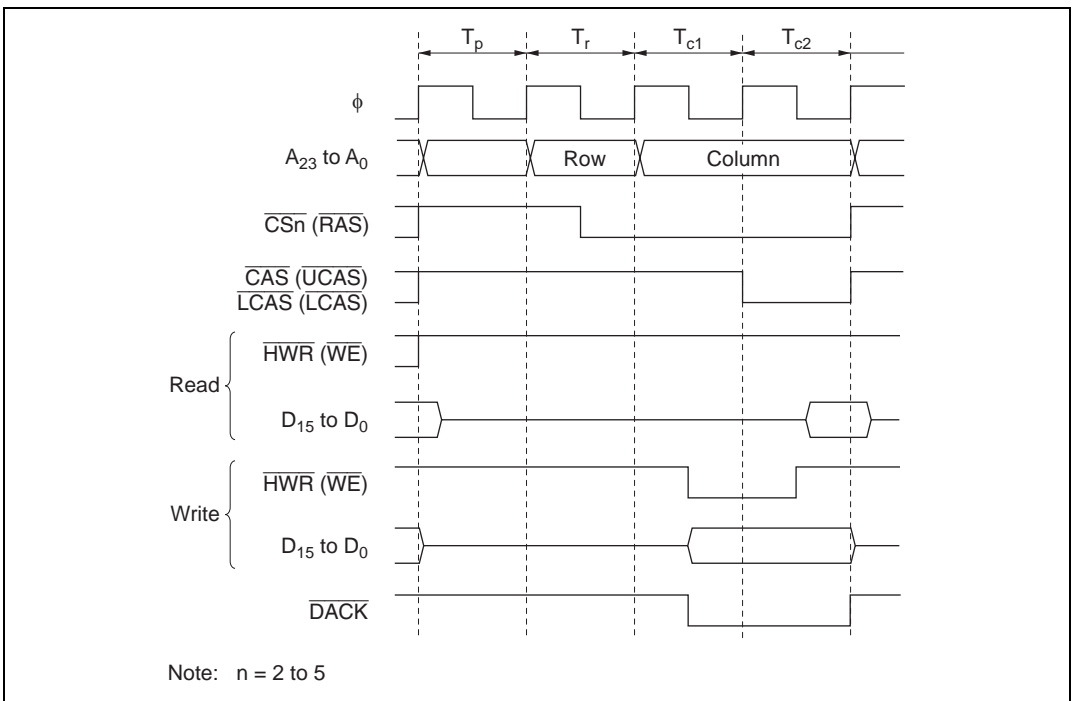 Tp Tr Tc1 Tc2
ϕ
A23 to A0 Row Column
CSn (RAS)
CAS (UCAS)
LCAS (LCAS)
Read
HWR (WE)
D15 to D0
Write
HWR (WE)
D15 to D0
DACK
Note: n = 2 to 5